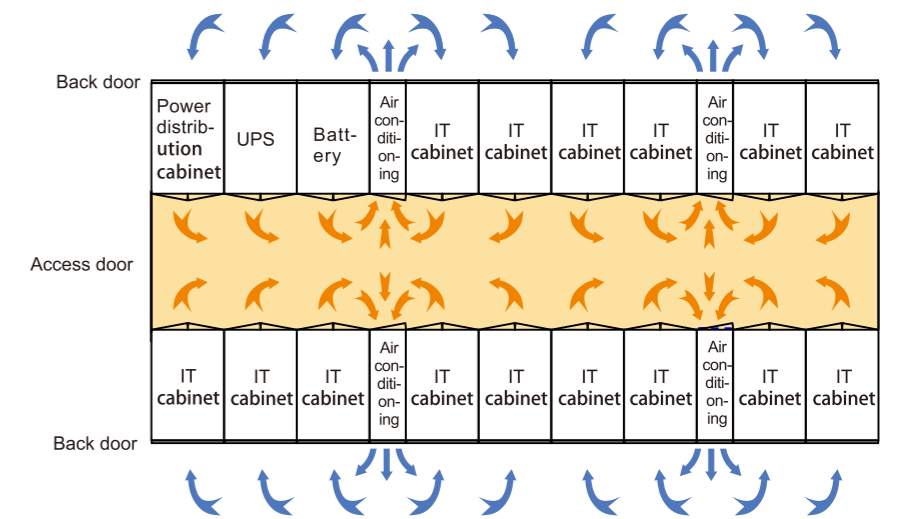 Back door
Power
distrib-
ution
cabinet
UPS
Batt-
ery
Air
con-
diti-
on-
ing
IT
cabinet
IT
cabinet
IT
cabinet
IT
cabinet
Air
con-
diti-
on-
ing
IT
cabinet
IT
cabinet
Access door
IT
cabinet
IT
cabinet
IT
cabinet
Air
con-
diti-
on-
ing
IT
cabinet
IT
cabinet
IT
cabinet
IT
cabinet
Air
con-
diti-
on-
ing
IT
cabinet
IT
cabinet
Back door